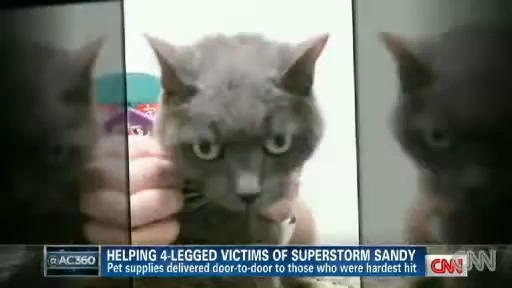 HELPING 4-LEGGED VICTIMS OF SUPERSTORM SANDY
@AC360
Pet supplies delivered door-to-door to those who were hardest hit
CNN
CNN